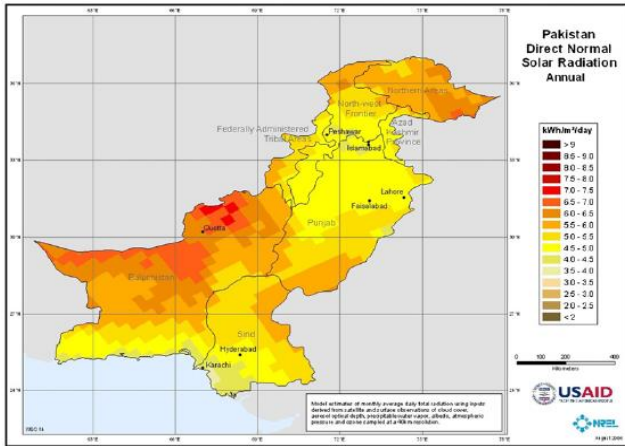 Pakistan
Direct Normal
Solar Radiation
Annual
kWh/m²/day
> 9
8.5 - 9.0
8.0 - 8.5
7.5 - 8.0
7.0 - 7.5
6.5 - 7.0
6.0 - 6.5
5.5 - 6.0
5.0 - 5.5
4.5 - 5.0
4.0 - 4.5
3.5 - 4.0
3.0 - 3.5
2.5 - 3.0
2.0 - 2.5
< 2
Northern Areas
North-west
Frontier
Federally Administered
Tribal Areas
Azad
Kashmir
Province
Peshawar
Islamabad
Lahore
Faisalabad
Punjab
Quetta
Balochistan
Sind
Hyderabad
Karachi
0 200 400
Kilometers
Model estimates of monthly average daily total radiation using inputs
derived from satellite and surface observations of cloud cover,
aerosol optical depth, precipitable water vapor, albedo, atmospheric
pressure and ozone sampled at a 40km resolution.
USAID
FROM THE AMERICAN PEOPLE
NREL